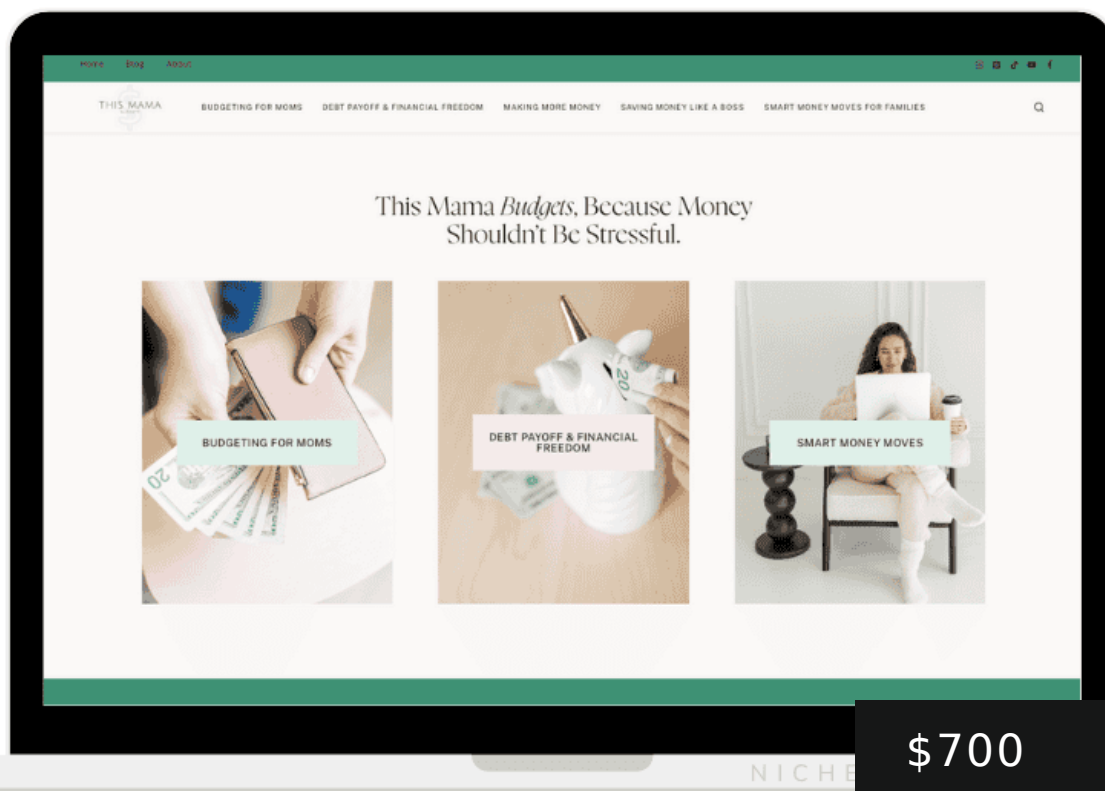 Home Blog About
THIS MAMA
BUDGETING FOR MOMS DEBT PAYOFF & FINANCIAL FREEDOM MAKING MORE MONEY SAVING MONEY LIKE A BOSS SMART MONEY MOVES FOR FAMILIES
This Mama Budgets, Because Money
Shouldn't Be Stressful.
BUDGETING FOR MOMS
DEBT PAYOFF & FINANCIAL
FREEDOM
SMART MONEY MOVES
20
20
NICHE
$700